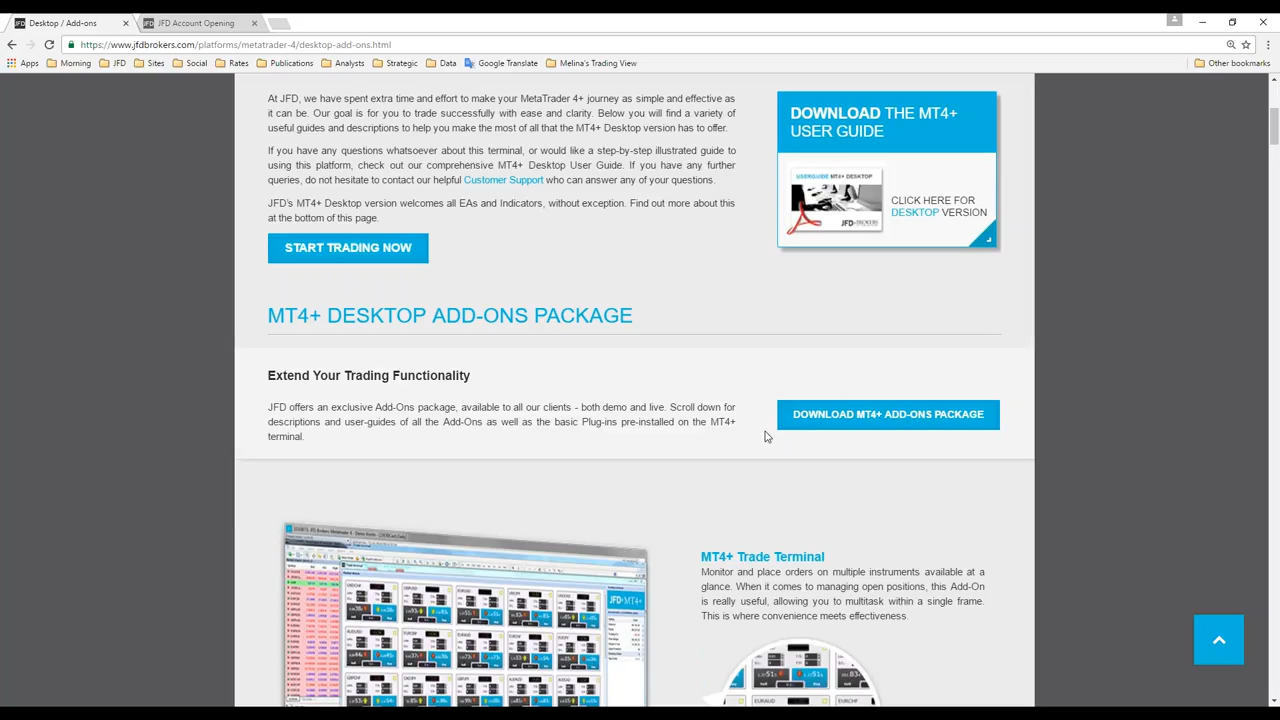 Desktop / Add-ons
JFD Account Opening
https://www.jfdbrokers.com/platforms/metatrader-4/desktop-add-ons.html
Apps Morning JFD Sites Social Rates Publications Analysts Strategic Data Google Translate Melina's Trading View Other bookmarks
At JFD, we have spent extra time and effort to make your MetaTrader 4+ journey as simple and effective as
it can be. Our goal is for you to trade successfully with ease and clarity. Below you will find a variety of
useful guides and descriptions to help you make the most of all that the MT4+ Desktop version has to offer.
If you have any questions whatsoever about this terminal, or would like a step-by-step illustrated guide to
using this platform, check out our comprehensive MT4+ Desktop User Guide. If you have any further
queries, do not hesitate to contact our helpful Customer Support who can answer any of your questions.
JFD's MT4+ Desktop version welcomes all EAs and Indicators, without exception. Find out more about this
at the bottom of this page.
START TRADING NOW
DOWNLOAD THE MT4+
USER GUIDE
USERGUIDE MT4+ DESKTOP
JFD BROKERS
CLICK HERE FOR
DESKTOP VERSION
MT4+ DESKTOP ADD-ONS PACKAGE
Extend Your Trading Functionality
JFD offers an exclusive Add-Ons package, available to all our clients - both demo and live. Scroll down for
descriptions and user-guides of all the Add-Ons as well as the basic Plug-ins pre-installed on the MT4+
terminal.
DOWNLOAD MT4+ ADD-ONS PACKAGE
MT4+ Trade Terminal
Monitor and place orders on multiple instruments available at a
glance. When it comes to managing open positions, this Add-On
is really useful, allowing you to multitask within a single frame.
This is where convenience meets effectiveness
JFD MT4+
EURAUD
EURCHF